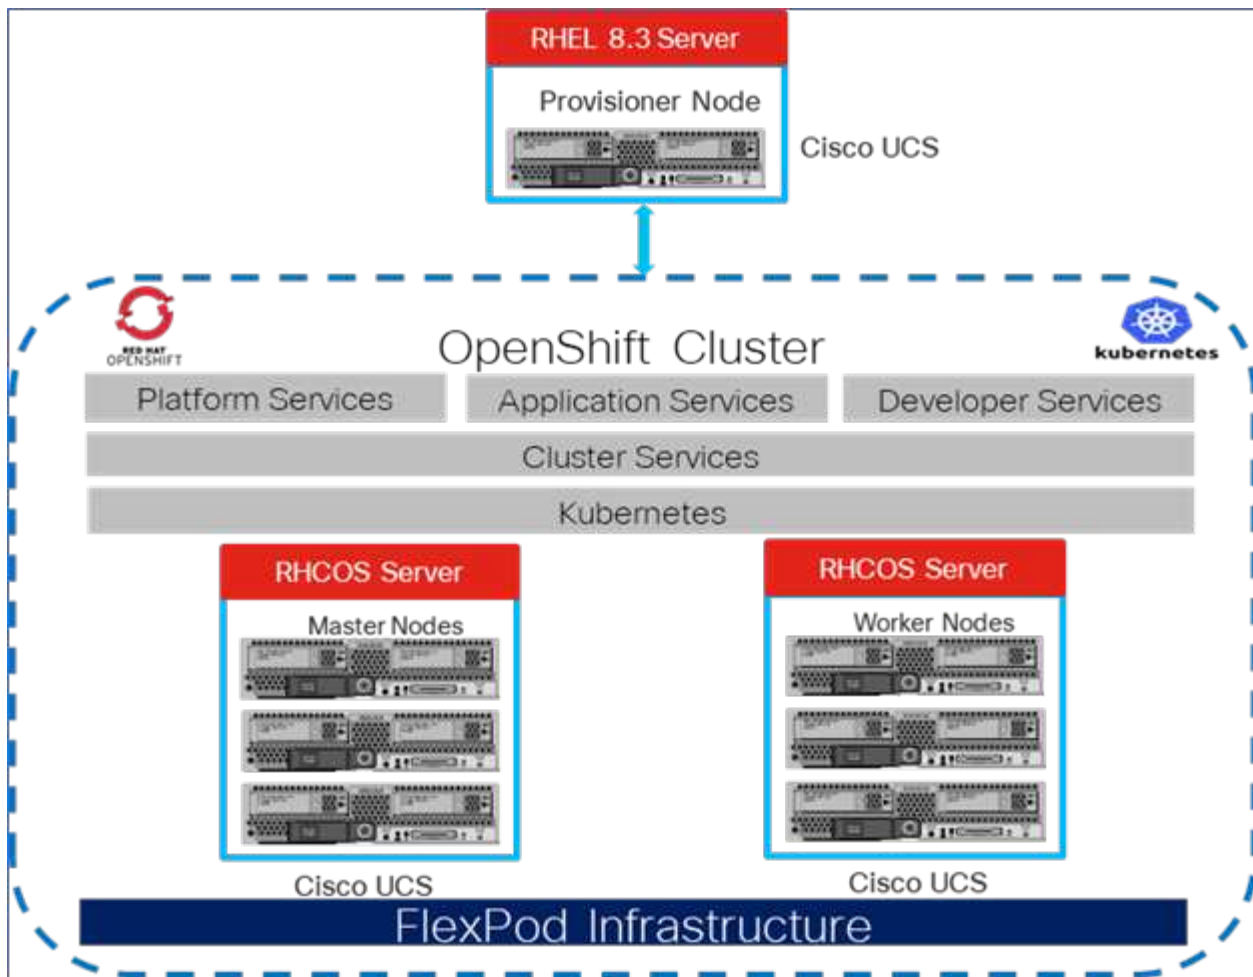 RHEL 8.3 Server
Provisioner Node
Cisco UCS
RED HAT
OPENSHIFT
OpenShift Cluster
kubernetes
Platform Services
Application Services
Developer Services
Cluster Services
Kubernetes
RHCOS Server
Master Nodes
Cisco UCS
RHCOS Server
Worker Nodes
Cisco UCS
FlexPod Infrastructure